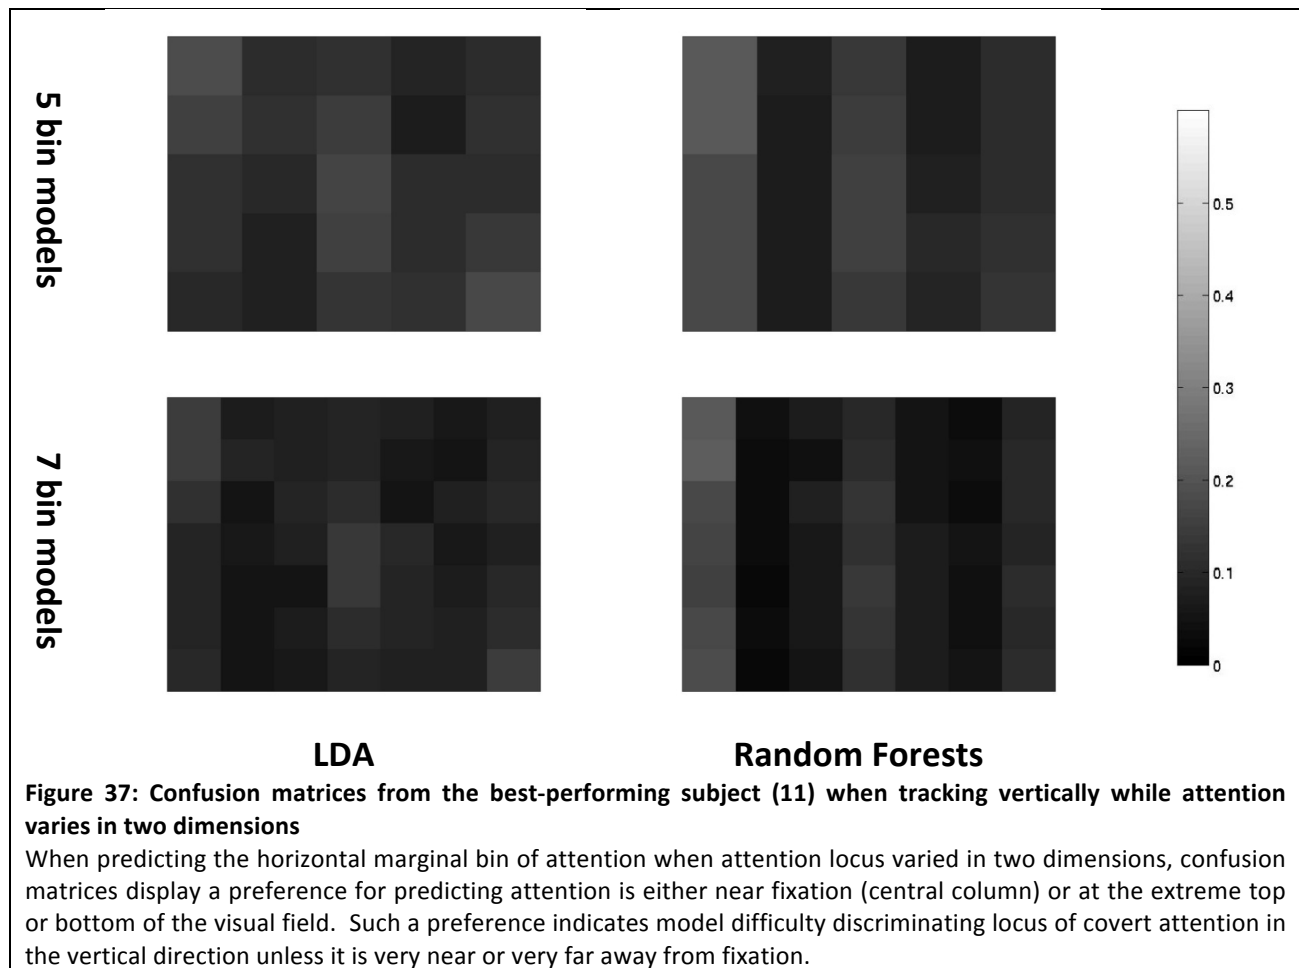 5 bin models
0.5
0.4
0.3
0.2
0.1
0
7 bin models
LDA
Random Forests
Figure 37: Confusion matrices from the best-performing subject (11) when tracking vertically while attention
varies in two dimensions
When predicting the horizontal marginal bin of attention when attention locus varied in two dimensions, confusion
matrices display a preference for predicting attention is either near fixation (central column) or at the extreme top
or bottom of the visual field. Such a preference indicates model difficulty discriminating locus of covert attention in
the vertical direction unless it is very near or very far away from fixation.